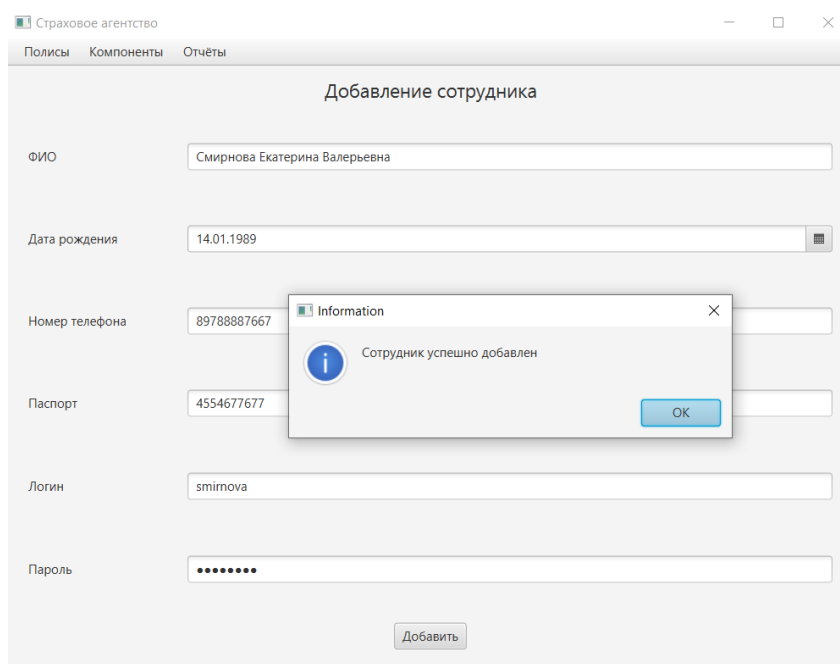 Страховое агентство
Полисы Компоненты Отчёты
Добавление сотрудника
ФИО Смирнова Екатерина Валерьевна
Дата рождения 14.01.1989
Information
Номер телефона 89788887667
Сотрудник успешно добавлен
Паспорт 4554677677
OK
Логин smirnova
Пароль ••••••••
Добавить